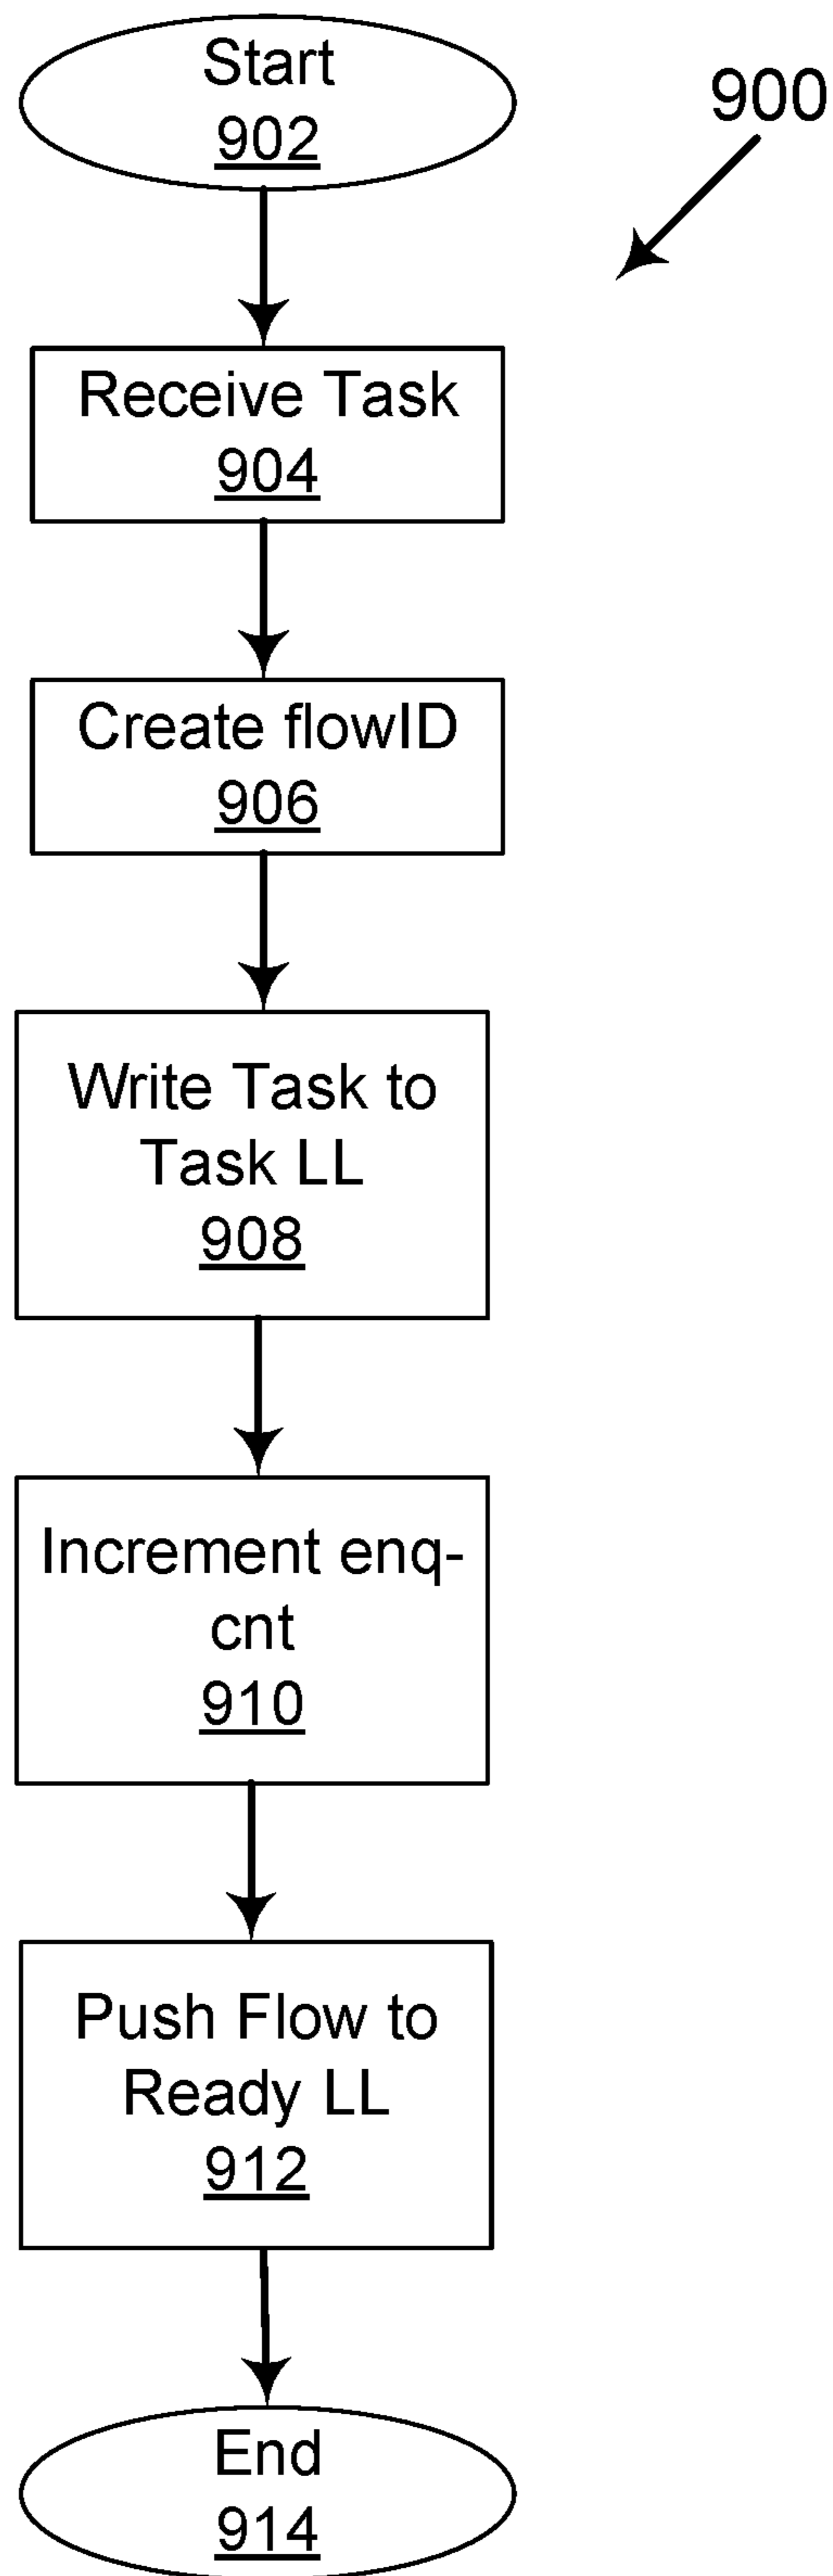 Start
902
900
Receive Task
904
Create flowID
906
Write Task to
Task LL
908
Increment enq-
cnt
910
Push Flow to
Ready LL
912
End
914